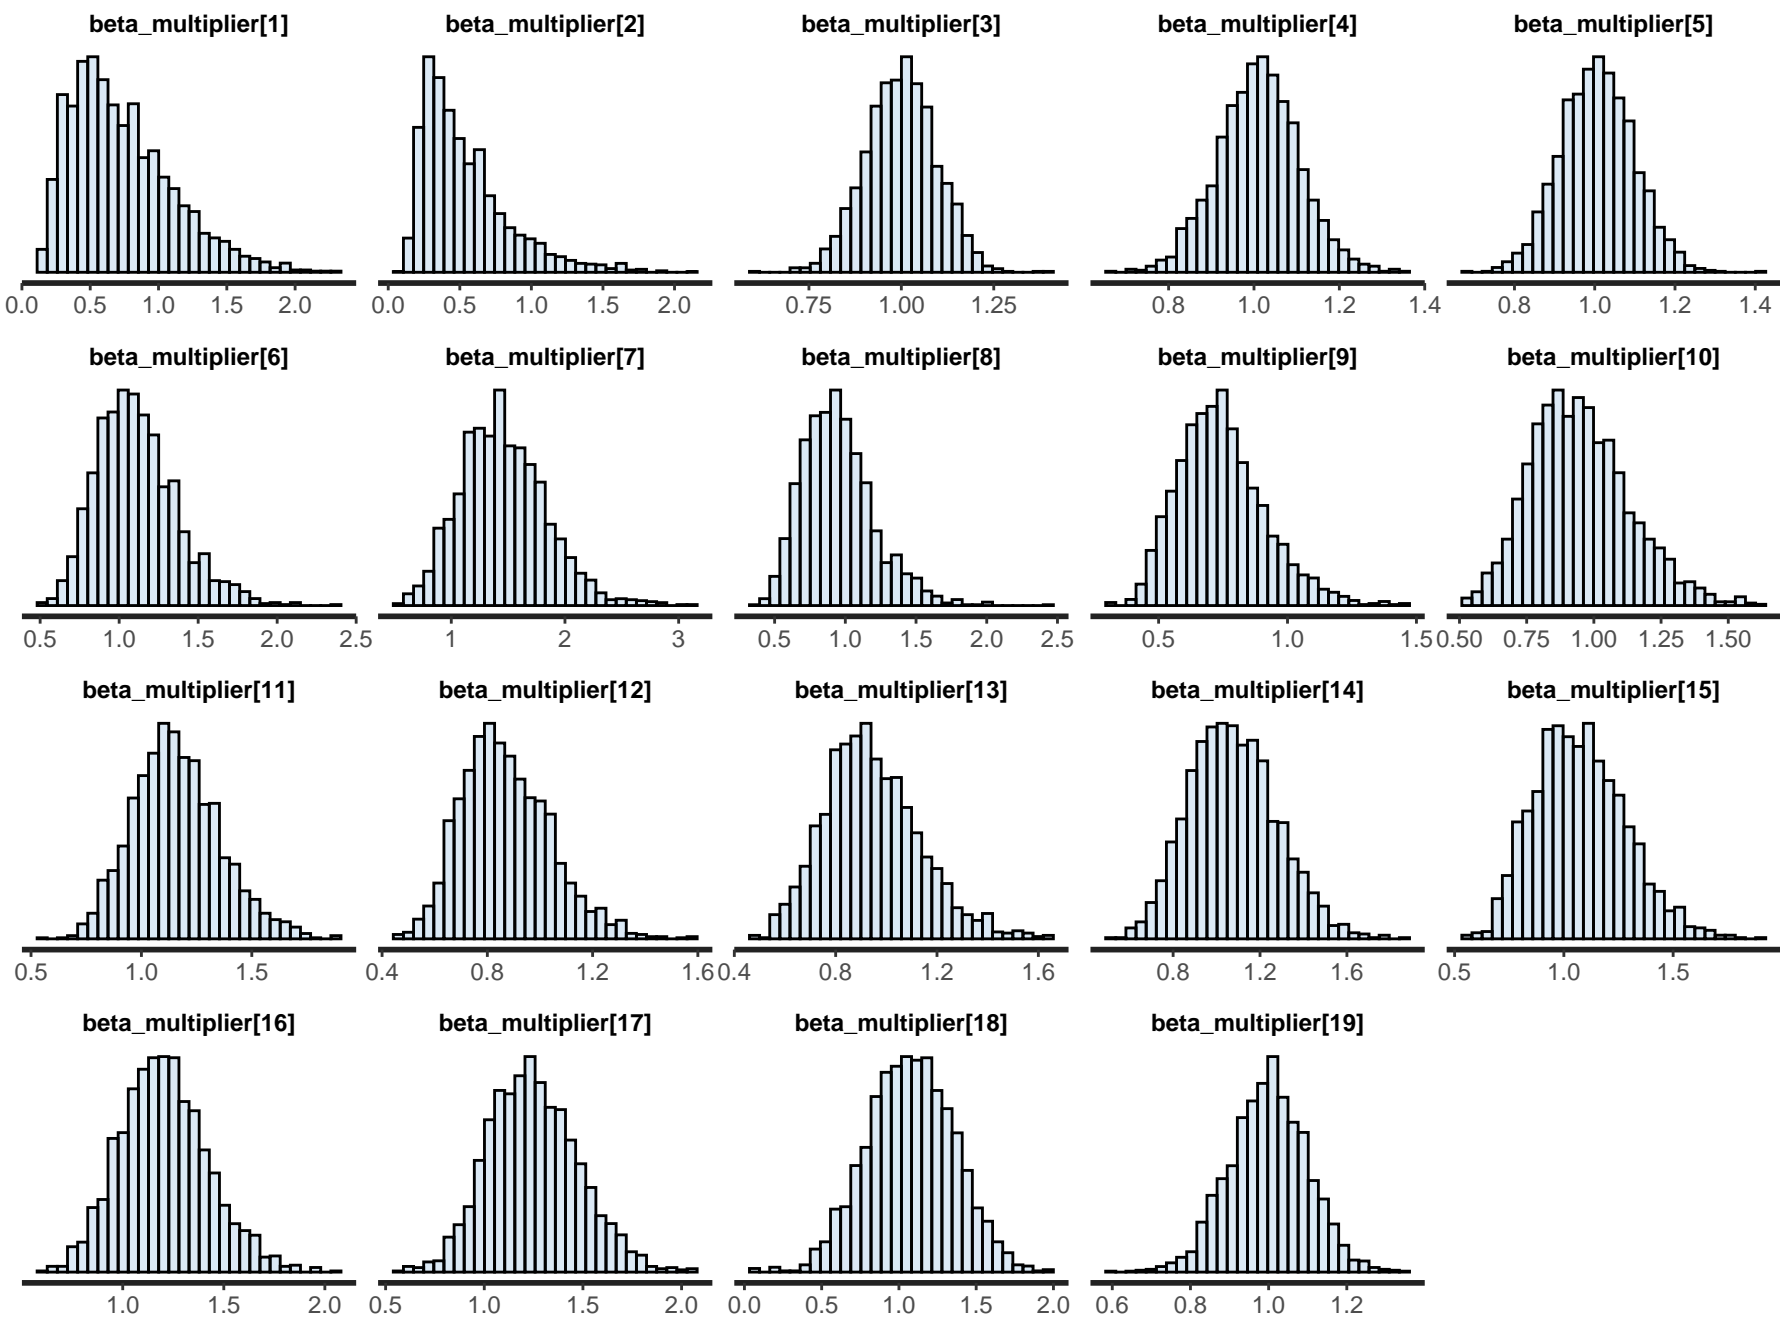 beta_multiplier[1] beta_multiplier[2] beta_multiplier[3] beta_multiplier[4] beta_multiplier[5]
0.0 0.5 1.0 1.5 2.0 0.0 0.5 1.0 1.5 2.0 0.75 1.00 1.25 0.8 1.0 1.2 1.4 0.8 1.0 1.2 1.4
beta_multiplier[6] beta_multiplier[7] beta_multiplier[8] beta_multiplier[9] beta_multiplier[10]
0.5 1.0 1.5 2.0 2.5 1 2 3 0.5 1.0 1.5 2.0 2.5 0.5 1.0 1.5 0.50 0.75 1.00 1.25 1.50
beta_multiplier[11] beta_multiplier[12] beta_multiplier[13] beta_multiplier[14] beta_multiplier[15]
0.5 1.0 1.5 0.4 0.8 1.2 1.6 0.4 0.8 1.2 1.6 0.8 1.2 1.6 0.5 1.0 1.5
beta_multiplier[16] beta_multiplier[17] beta_multiplier[18] beta_multiplier[19]
1.0 1.5 2.0 0.5 1.0 1.5 2.0 0.0 0.5 1.0 1.5 2.0 0.6 0.8 1.0 1.2